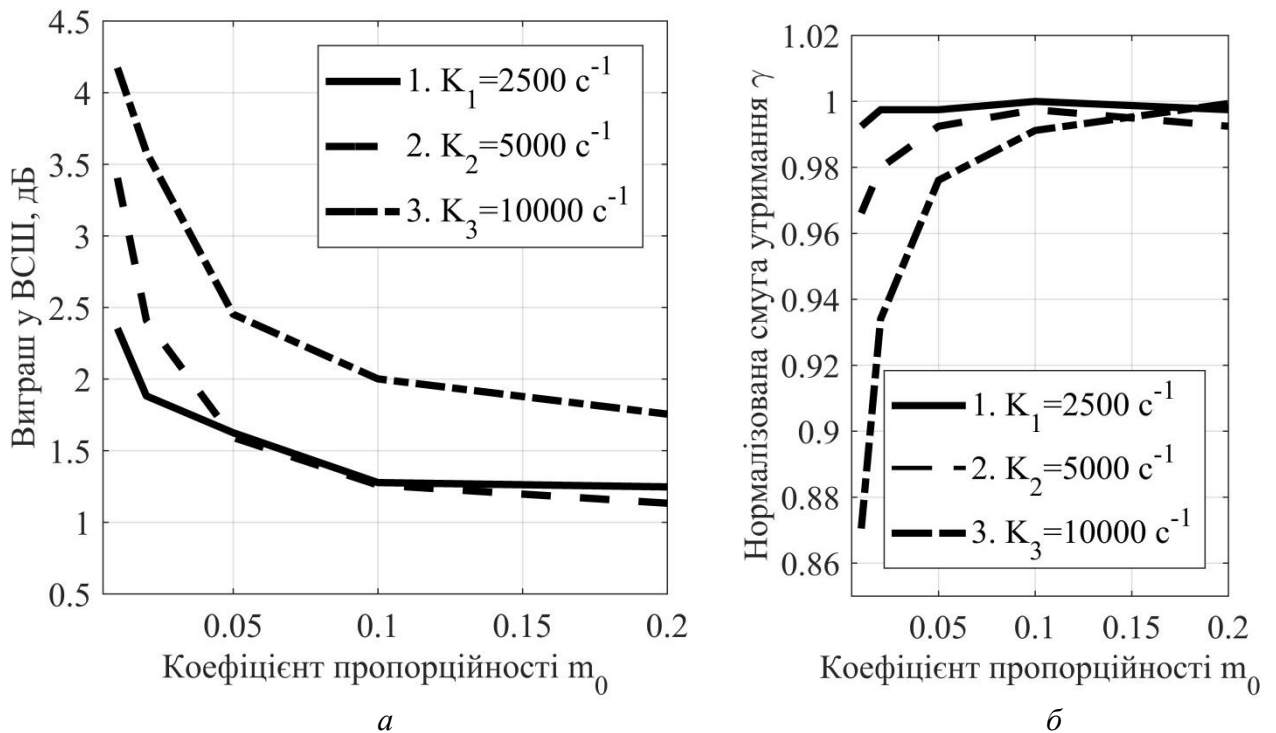 Виграш у ВСШ, дБ
4.5
4
3.5
3
2.5
2
1.5
1
0.5
1. K₁=2500 с⁻¹
2. K₂=5000 с⁻¹
3. K₃=10000 с⁻¹
0.05 0.1 0.15 0.2
Коефіцієнт пропорційності m₀
а
Нормалізована смуга утримання γ
1.02
1
0.98
0.96
0.94
0.92
0.9
0.88
0.86
1. K₁=2500 с⁻¹
2. K₂=5000 с⁻¹
3. K₃=10000 с⁻¹
0.05 0.1 0.15 0.2
Коефіцієнт пропорційності m₀
б